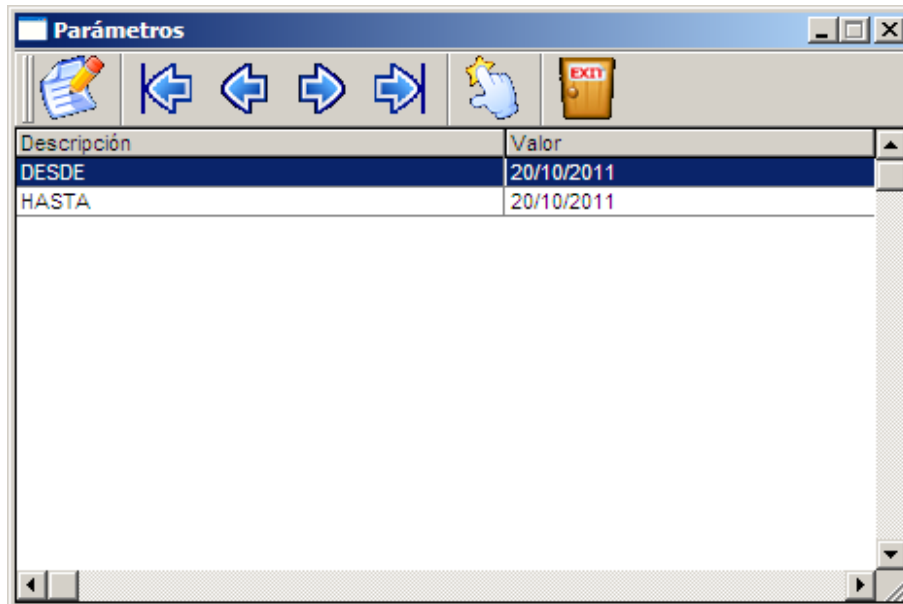 Parámetros
EXIT
Descripción Valor
DESDE 20/10/2011
HASTA 20/10/2011